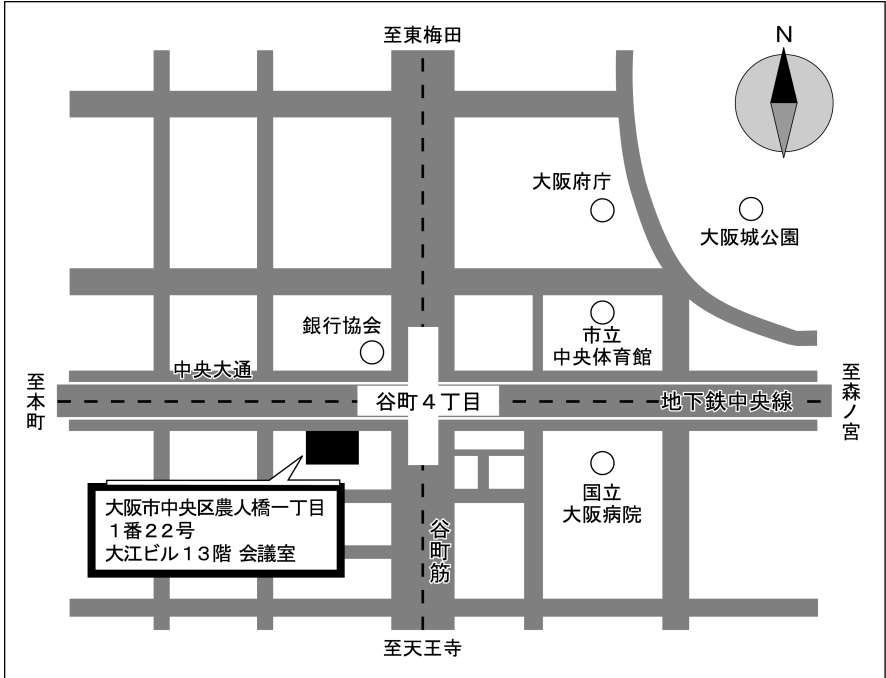 至東梅田
N
大阪府庁
大阪城公園
銀行協会
市立
中央体育館
中央大通
至本町
谷町4丁目
地下鉄中央線
至森ノ宮
大阪市中央区農人橋一丁目
1番22号
大江ビル13階 会議室
谷町筋
国立
大阪病院
至天王寺